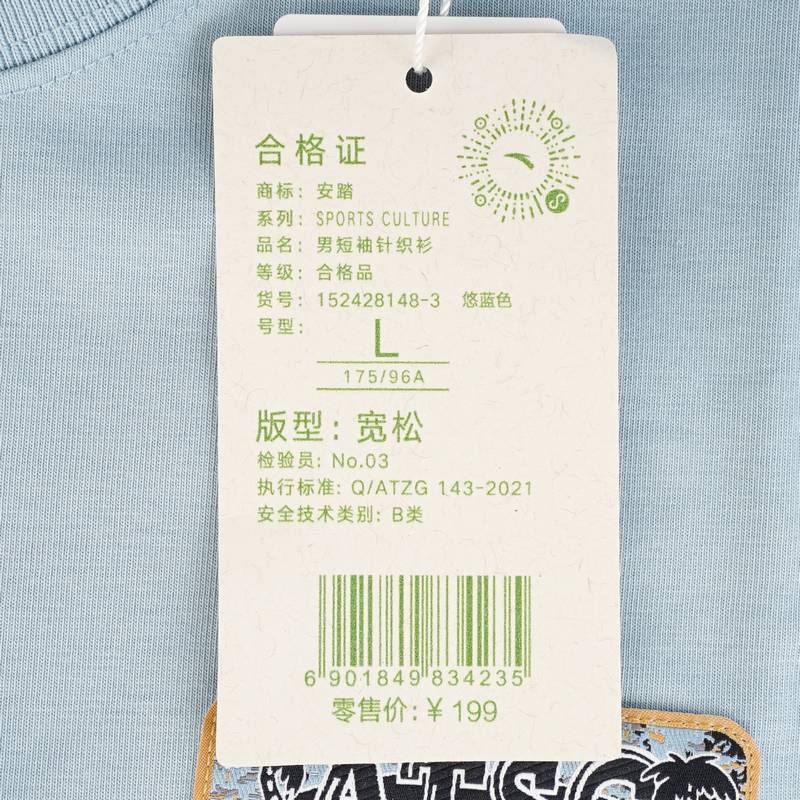 合格证
商标：安踏
系列：SPORTS CULTURE
品名：男短袖针织衫
等级：合格品
货号：152428148-3 悠蓝色
号型：
L
175/96A
版型：宽松
检验员：No.03
执行标准：Q/ATZG 143-2021
安全技术类别：B类
6 901849 834235
零售价：￥199